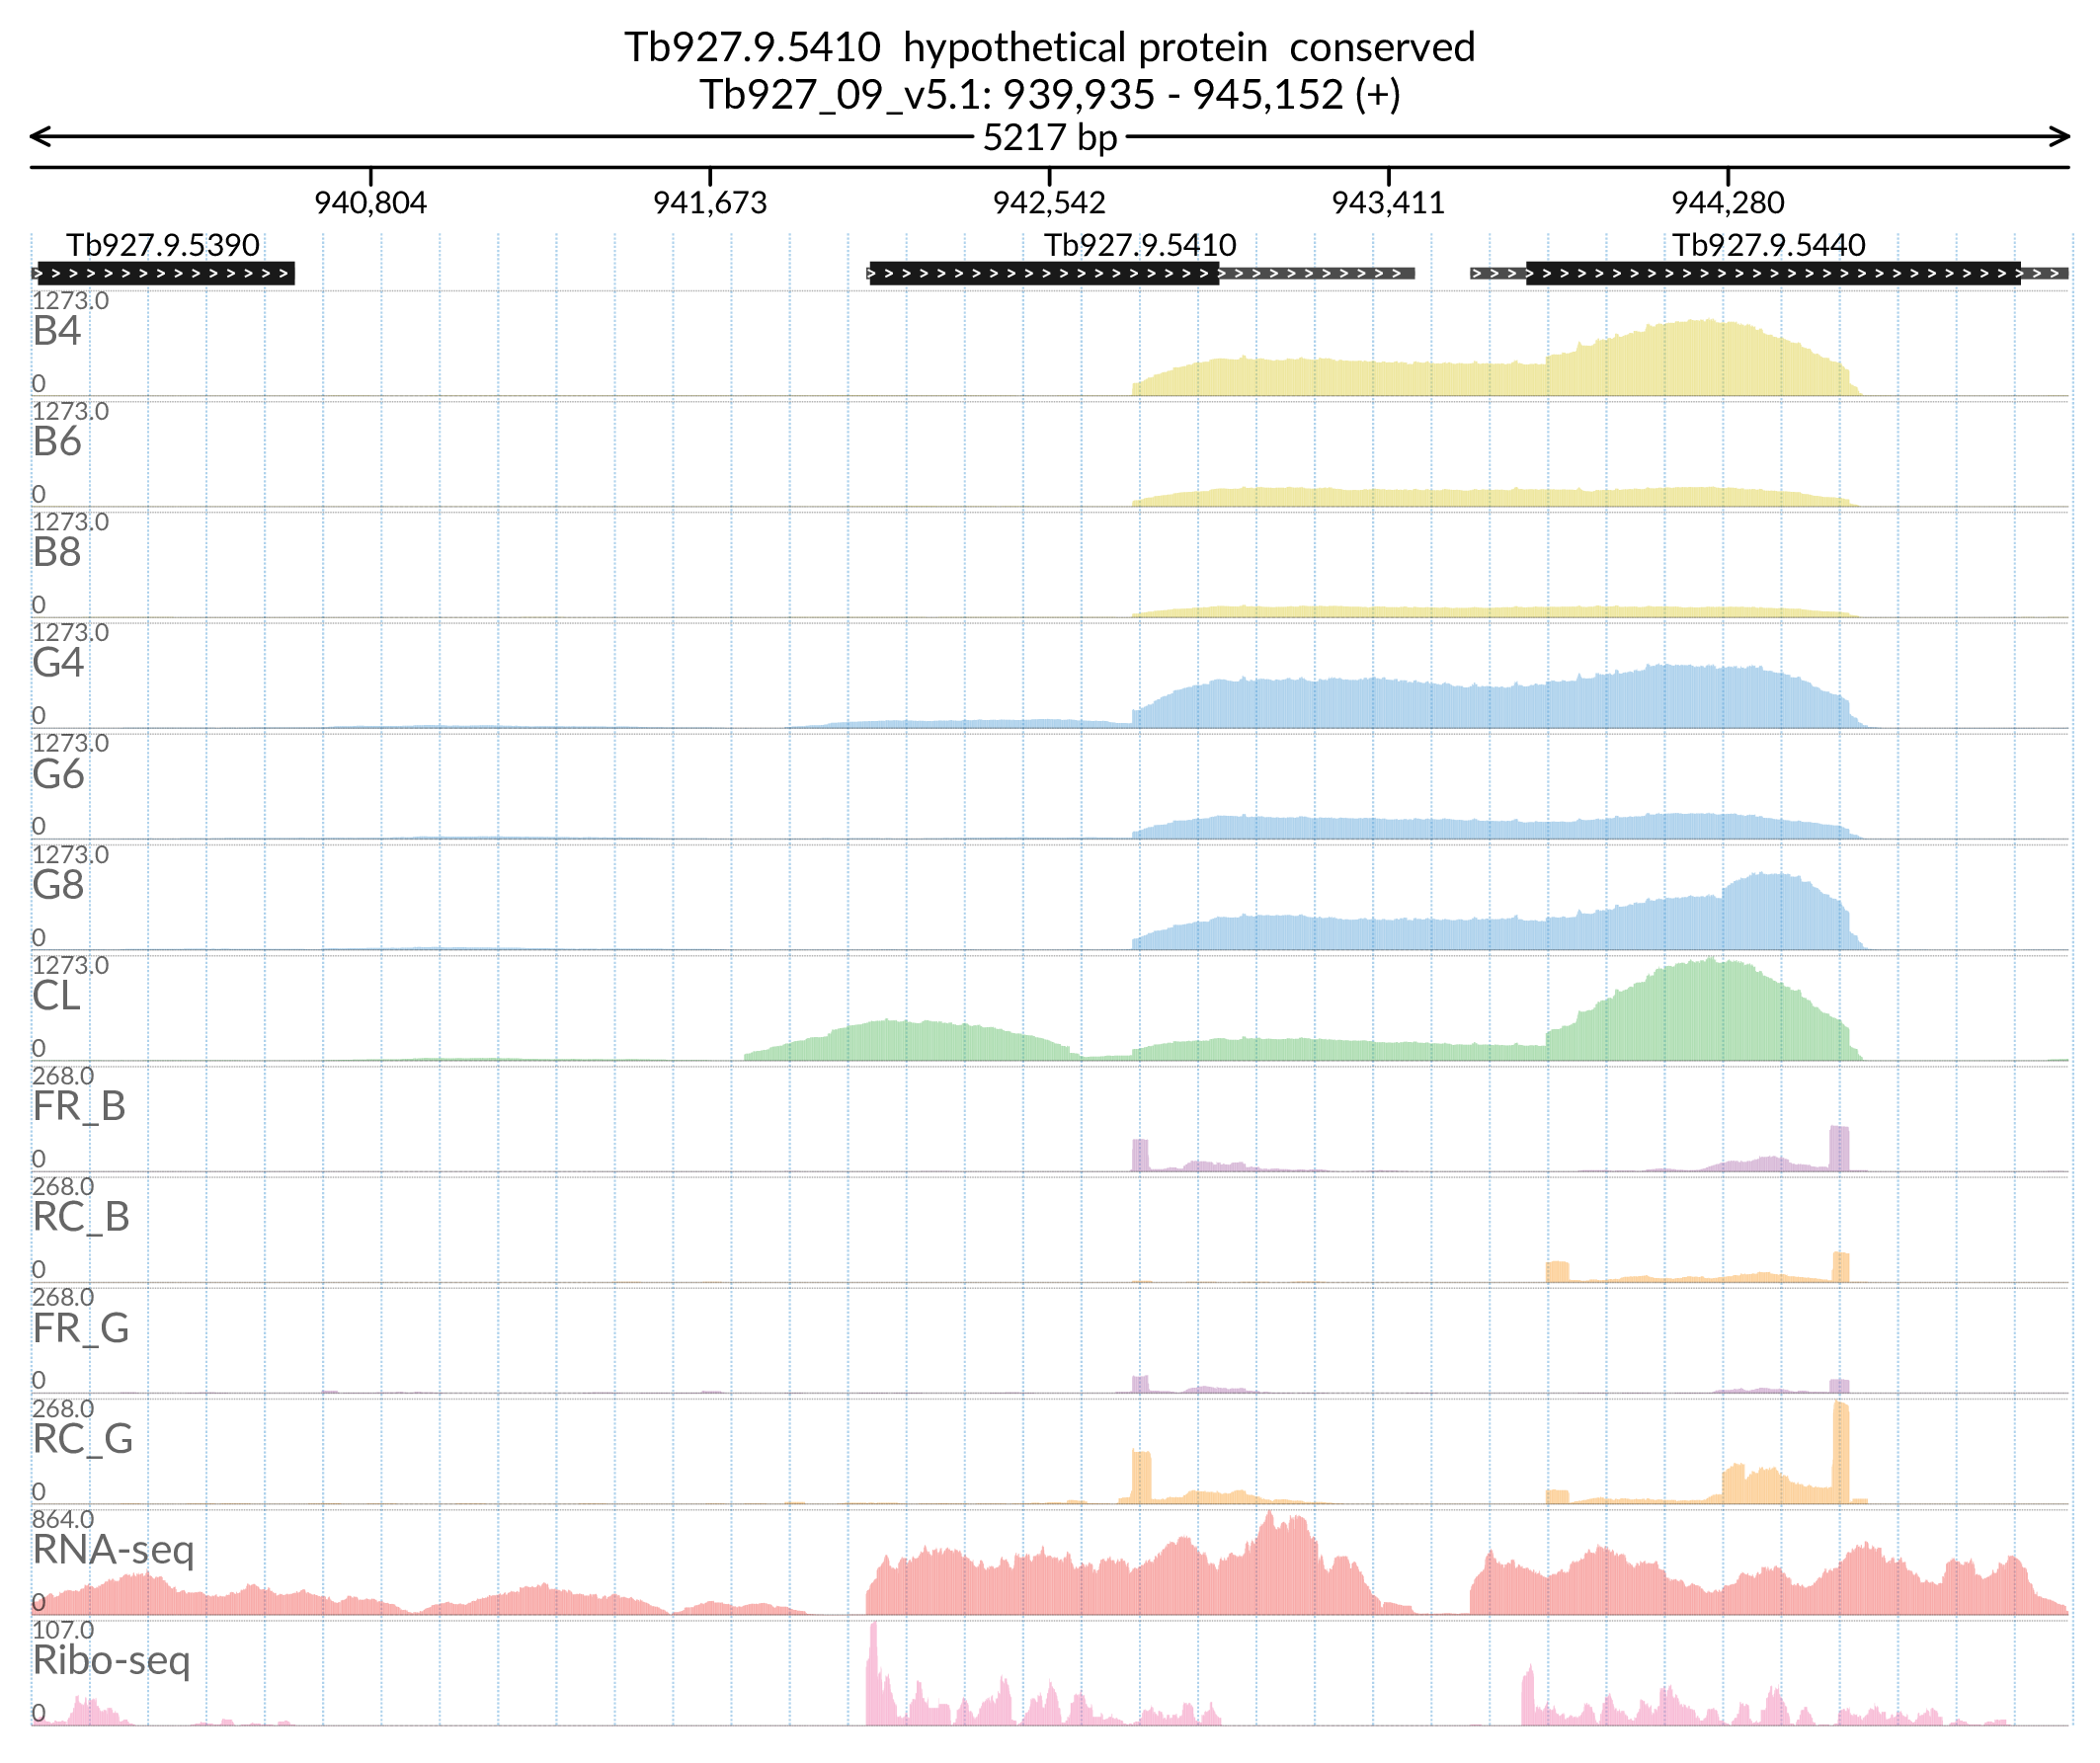 Tb927.9.5410  hypothetical protein  conserved
Tb927_09_v5.1: 939,935 - 945,152 (+)
5217 bp
940,804 941,673 942,542 943,411 944,280
Tb927.9.5390 Tb927.9.5410 Tb927.9.5440
1273.0
B4
0
1273.0
B6
0
1273.0
B8
0
1273.0
G4
0
1273.0
G6
0
1273.0
G8
0
1273.0
CL
0
268.0
FR_B
0
268.0
RC_B
0
268.0
FR_G
0
268.0
RC_G
0
864.0
RNA-seq
0
107.0
Ribo-seq
0